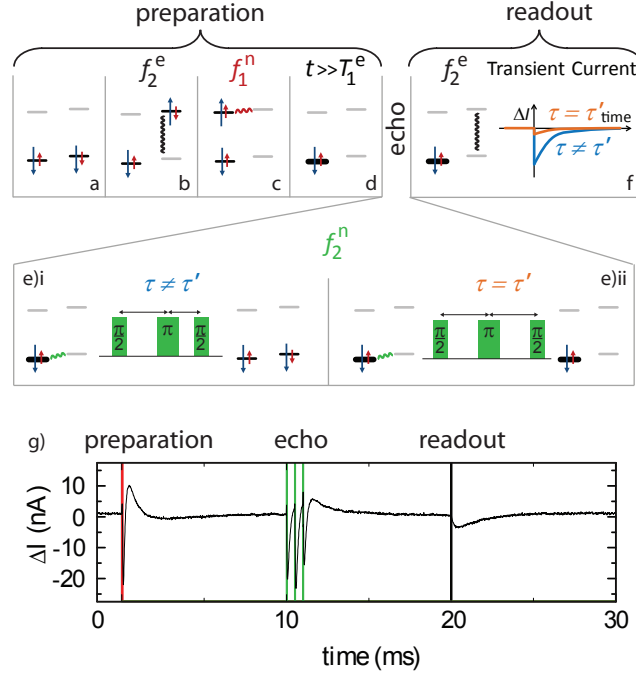 preparation
readout
f₂ᵉ
f₁ⁿ
t>>T₁ᵉ
echo
f₂ᵉ
Transient Current
ΔI
τ = τ′
time
τ ≠ τ′
a
b
c
d
f
f₂ⁿ
e)i
τ ≠ τ′
π/2
π
π/2
e)ii
τ = τ′
π/2
π
π/2
g)
preparation
echo
readout
ΔI (nA)
10
0
-10
-20
0
10
20
30
time (ms)